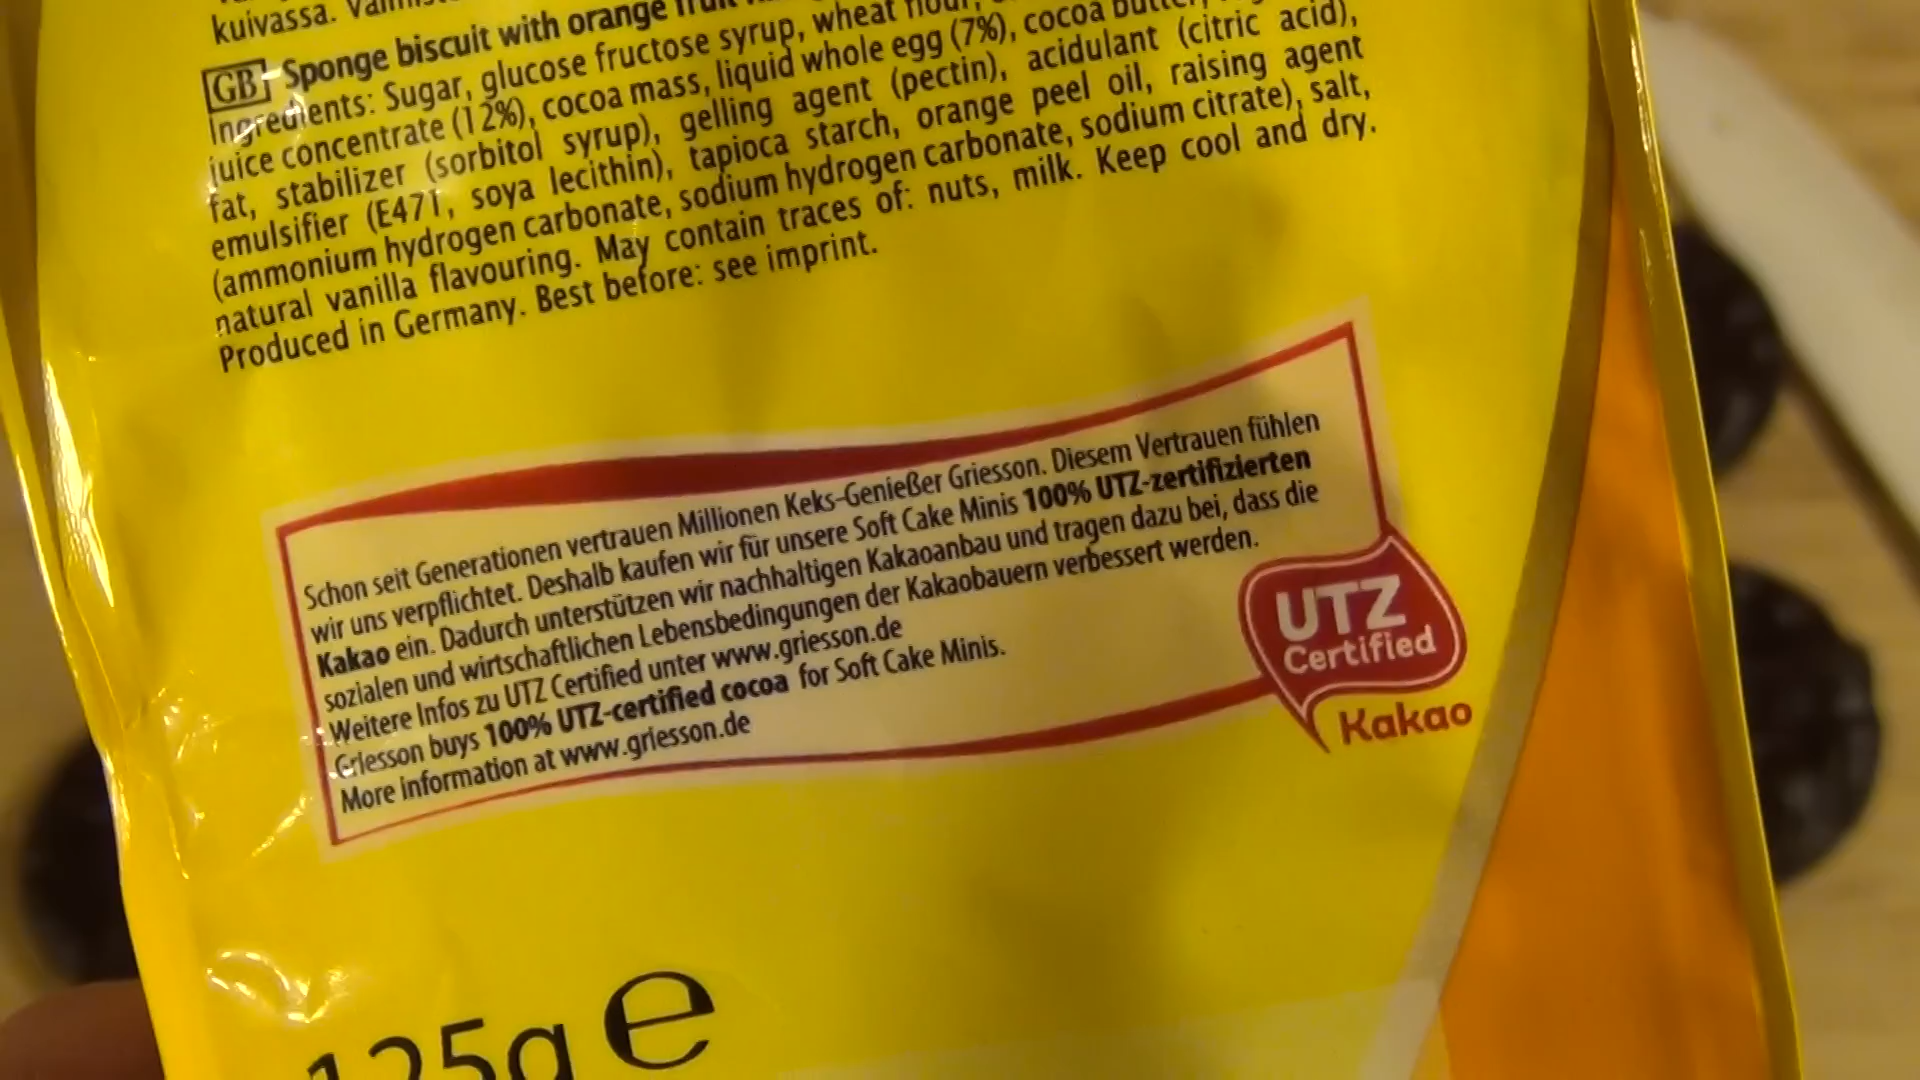 kuivassa.
GB Sponge biscuit with orange
Ingredients: Sugar, glucose fructose syrup, wheat
juice concentrate (12%), cocoa mass, liquid whole egg (7%), cocoa
fat, stabilizer (sorbitol syrup), gelling agent (pectin), acidulant (citric acid),
emulsifier (E471, soya lecithin), tapioca starch, orange peel oil, raising agent
(ammonium hydrogen carbonate, sodium hydrogen carbonate, sodium citrate), salt,
natural vanilla flavouring. May contain traces of: nuts, milk. Keep cool and dry.
Produced in Germany. Best before: see imprint.
Schon seit Generationen vertrauen Millionen Keks-Genießer Griesson. Diesem Vertrauen fühlen
wir uns verpflichtet. Deshalb kaufen wir für unsere Soft Cake Minis 100% UTZ-zertifizierten
Kakao ein. Dadurch unterstützen wir nachhaltigen Kakaoanbau und tragen dazu bei, dass die
sozialen und wirtschaftlichen Lebensbedingungen der Kakaobauern verbessert werden.
Weitere Infos zu UTZ Certified unter www.griesson.de
Griesson buys 100% UTZ-certified cocoa for Soft Cake Minis.
More information at www.griesson.de
UTZ
Certified
Kakao
125g e